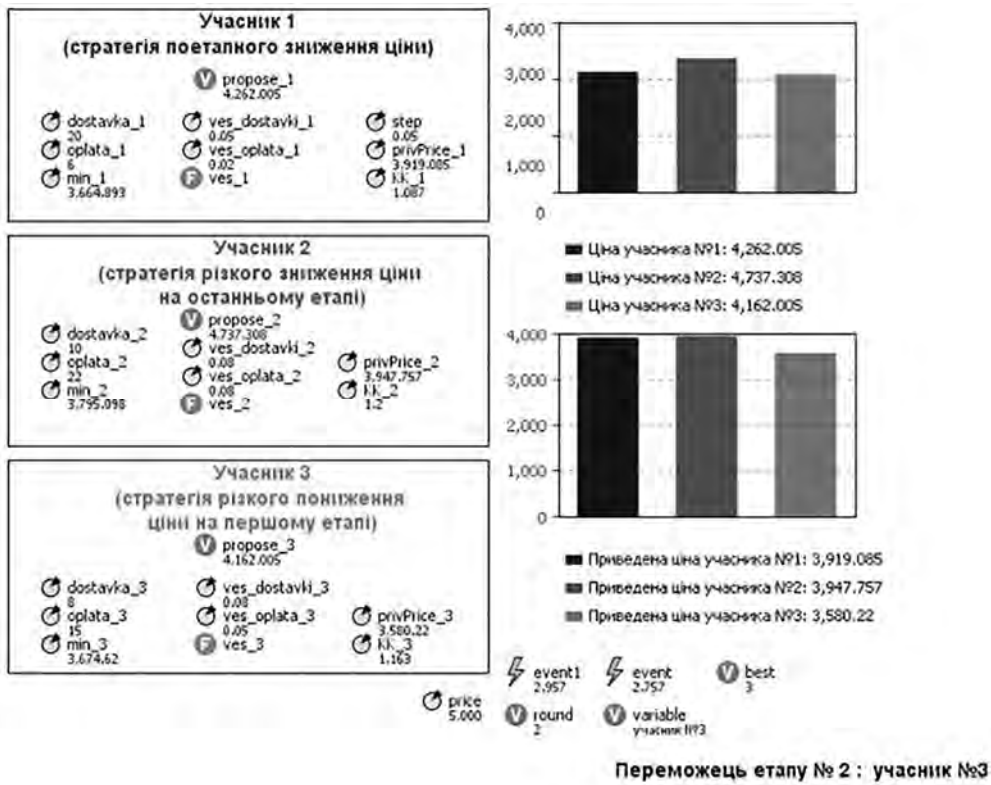 Учасник 1
(стратегія поетапного зниження ціни)
propose_1
4,262.005
dostavka_1
20
ves_dostavki_1
0.05
step
0.05
oplata_1
6
ves_oplata_1
0.02
privPrice_1
3,919.085
min_1
3,664.893
ves_1
kk_1
1.087
Учасник 2
(стратегія різкого зниження ціни
на останньому етапі)
propose_2
4,737.308
dostavka_2
10
ves_dostavki_2
0.08
oplata_2
22
ves_oplata_2
0.08
privPrice_2
3,947.757
min_2
3,795.098
ves_2
kk_2
1.2
Учасник 3
(стратегія різкого пониження
ціни на першому етапі)
propose_3
4,162.005
dostavka_3
8
ves_dostavki_3
0.08
oplata_3
15
ves_oplata_3
0.05
privPrice_3
3,580.22
min_3
3,674.62
ves_3
kk_3
1.163
price
5,000
4,000
3,000
2,000
1,000
0
Ціна учасника №1: 4,262.005
Ціна учасника №2: 4,737.308
Ціна учасника №3: 4,162.005
4,000
3,000
2,000
1,000
0
Приведена ціна учасника №1: 3,919.085
Приведена ціна учасника №2: 3,947.757
Приведена ціна учасника №3: 3,580.22
event1
2.957
event
2.757
best
3
round
2
variable
учасник №3
Переможець етапу № 2 : учасник №3